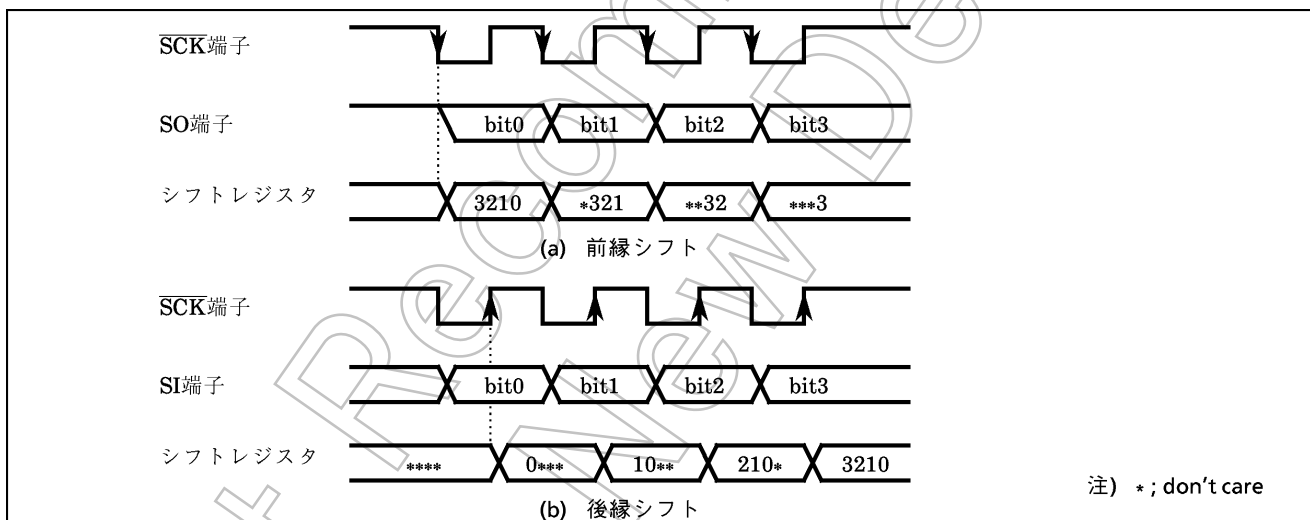 SCK端子
SO端子
bit0 bit1 bit2 bit3
シフトレジスタ
3210 *321 **32 ***3
(a) 前縁シフト
SCK端子
SI端子
bit0 bit1 bit2 bit3
シフトレジスタ
**** 0*** 10** 210* 3210
(b) 後縁シフト
注) * ; don't care